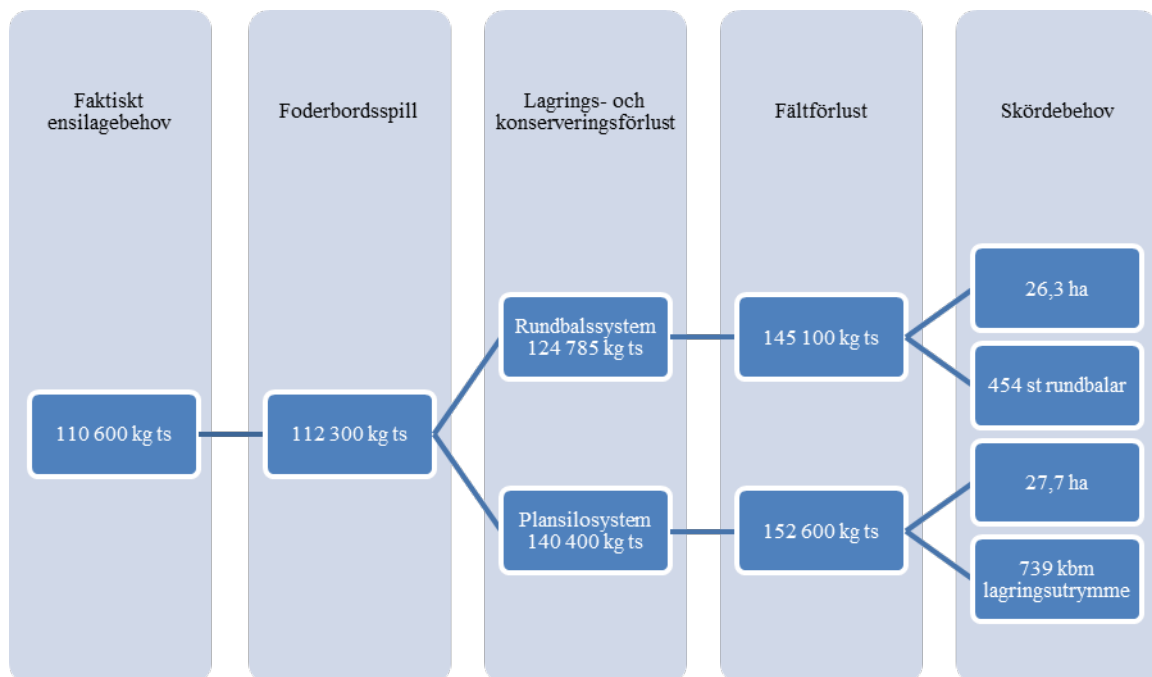 Faktiskt
ensilagebehov
Foderbordsspill
Lagrings- och
konserveringsförlust
Fältförlust
Skördebehov
110 600 kg ts
112 300 kg ts
Rundbalssystem
124 785 kg ts
145 100 kg ts
26,3 ha
454 st rundbalar
Plansilosystem
140 400 kg ts
152 600 kg ts
27,7 ha
739 kbm
lagringsutrymme